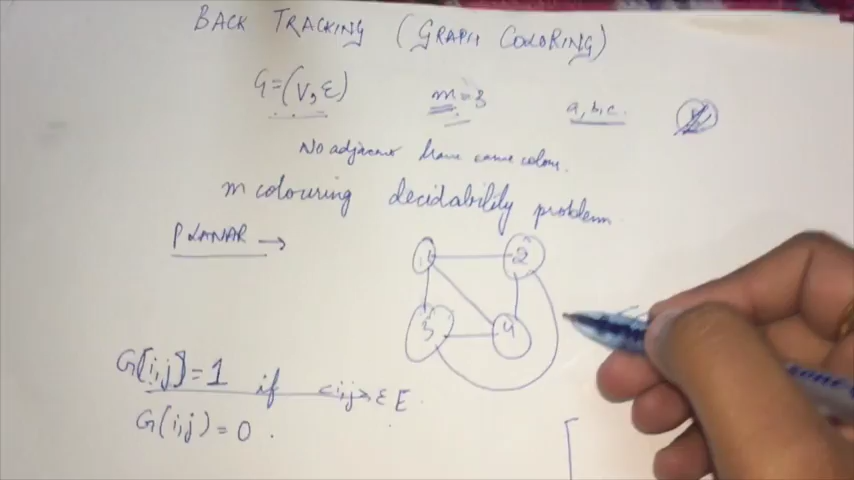 BACK TRACKING (GRAPH COLORING)
G=(V,E) m=3 a,b,c.
No adjacent have same colour.
m colouring decidability problem
PLANAR →
1 2
3 4
G[i,j]=1 if <i,j> ε E.
G(i,j)=0.